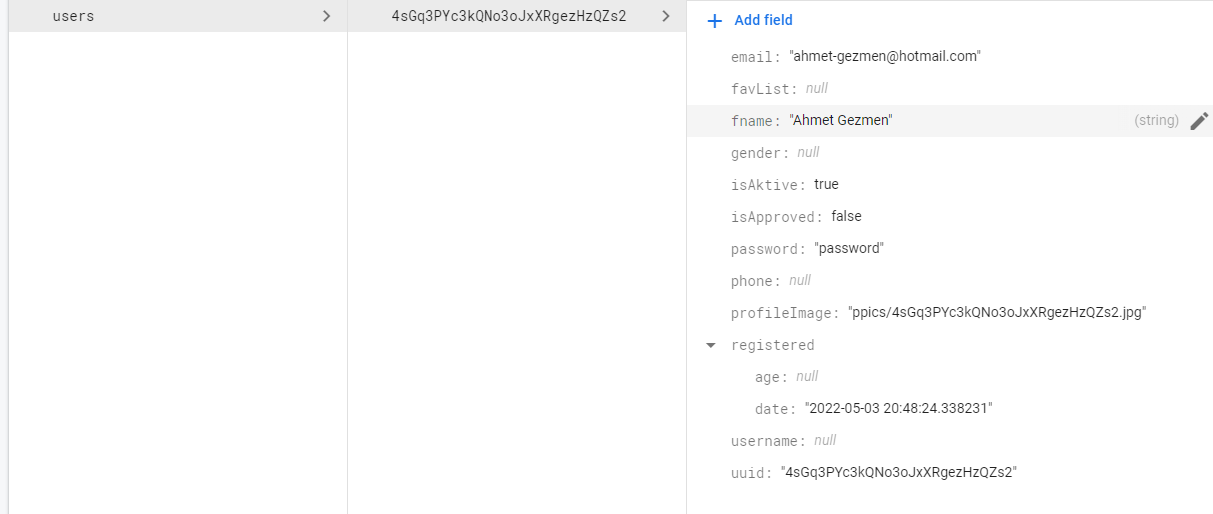 users
4sGq3PYc3kQNo3oJxXRgezHzQZs2
Add field
email: "ahmet-gezmen@hotmail.com"
favList: null
fname: "Ahmet Gezmen" (string)
gender: null
isAktive: true
isApproved: false
password: "password"
phone: null
profileImage: "ppics/4sGq3PYc3kQNo3oJxXRgezHzQZs2.jpg"
registered
age: null
date: "2022-05-03 20:48:24.338231"
username: null
uuid: "4sGq3PYc3kQNo3oJxXRgezHzQZs2"